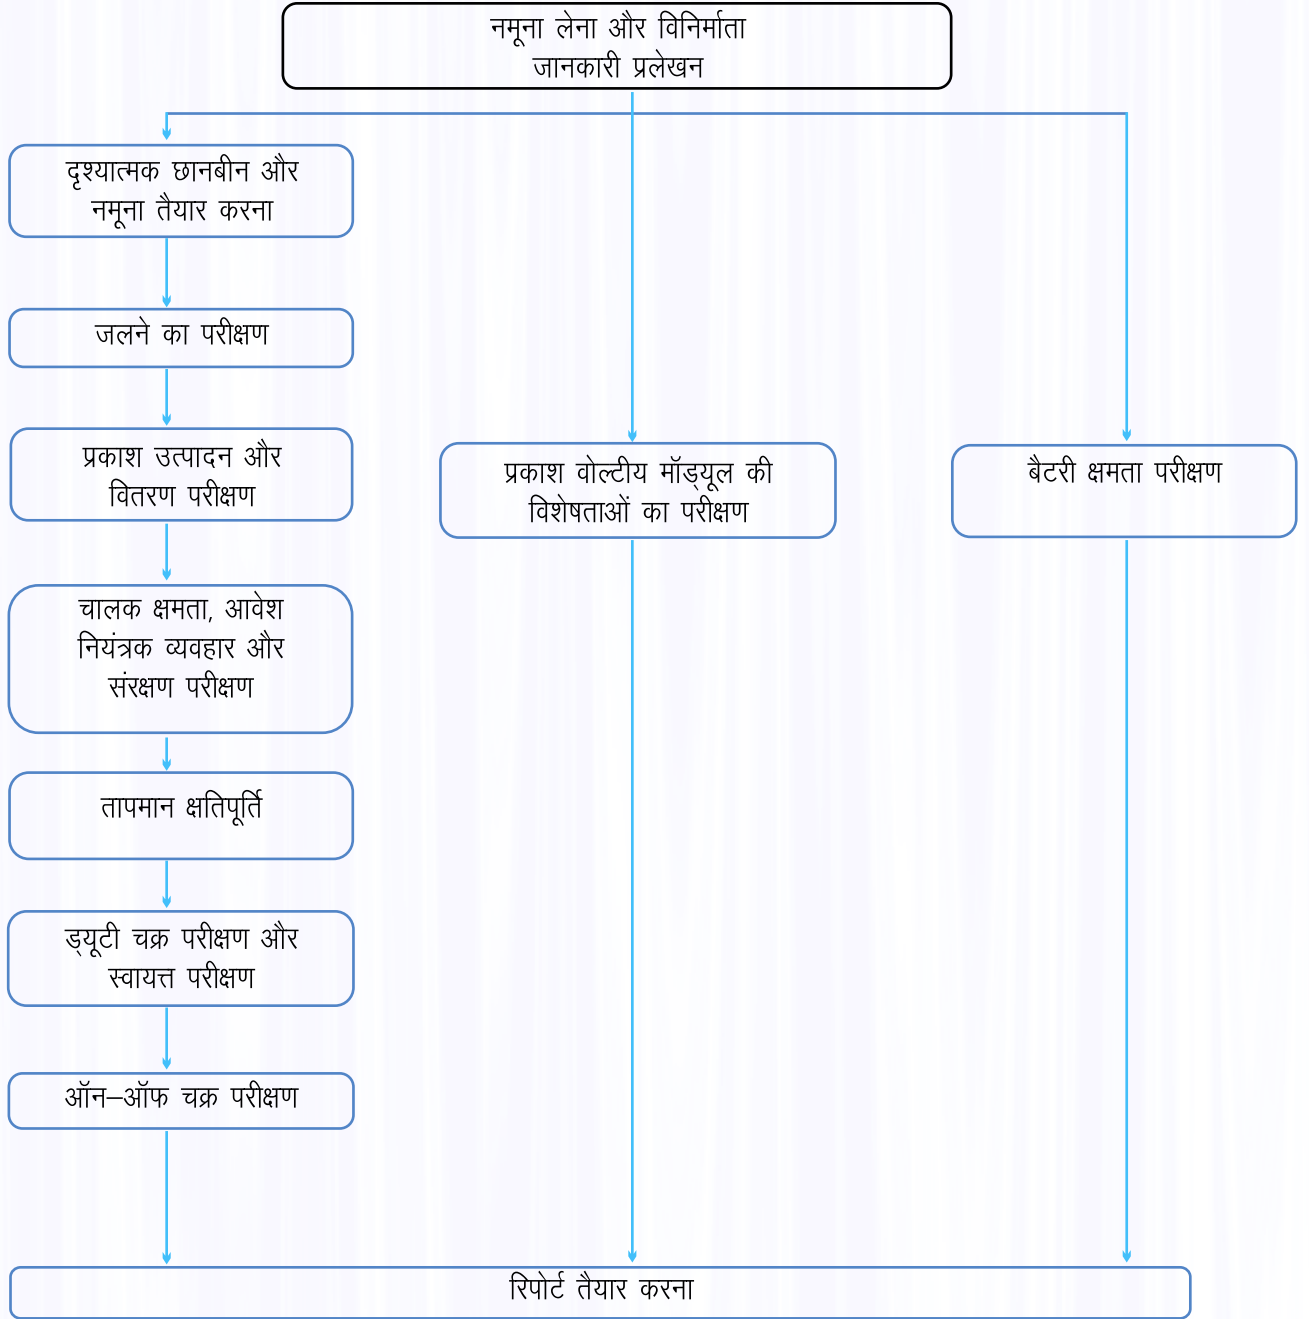 नमूना लेना और विनिर्माता
जानकारी प्रलेखन
दृश्यात्मक छानबीन और
नमूना तैयार करना
जलने का परीक्षण
प्रकाश उत्पादन और
वितरण परीक्षण
चालक क्षमता, आवेश
नियंत्रक व्यवहार और
संरक्षण परीक्षण
तापमान क्षतिपूर्ति
ड्यूटी चक्र परीक्षण और
स्वायत्त परीक्षण
ऑन–ऑफ चक्र परीक्षण
प्रकाश वोल्टीय मॉड्यूल की
विशेषताओं का परीक्षण
बैटरी क्षमता परीक्षण
रिपोर्ट तैयार करना